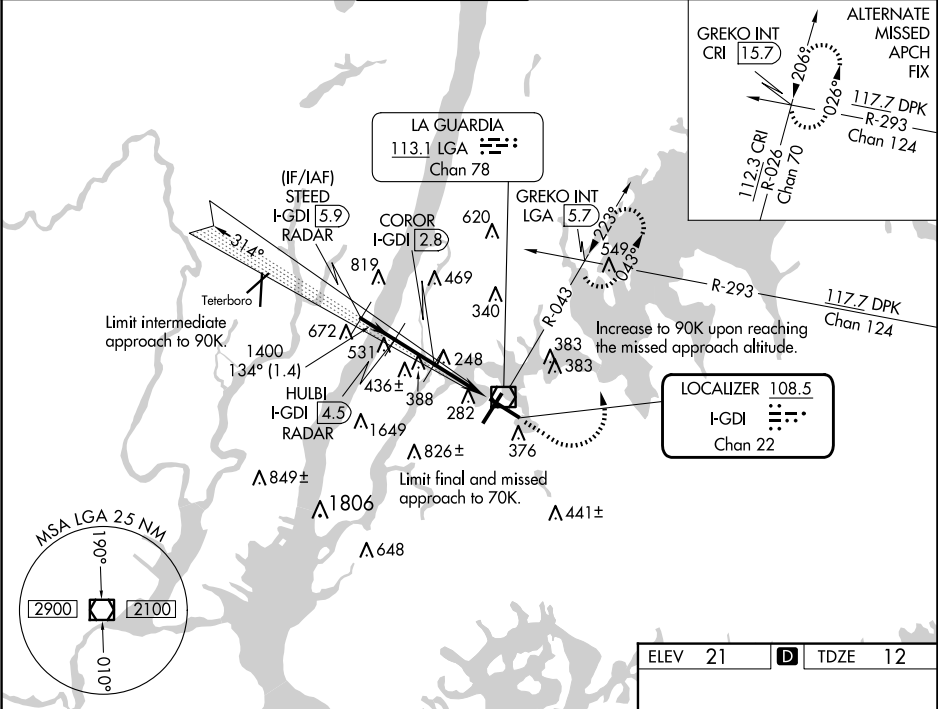 ALTERNATE
MISSED
APCH
FIX
GREKO INT
CRI 15.7
206°
026°
117.7 DPK
R-293
Chan 124
112.3 CRI
R-026
Chan 70
LA GUARDIA
113.1 LGA
Chan 78
(IF/IAF)
STEED
I-GDI 5.9
RADAR
COROR
I-GDI 2.8
620
GREKO INT
LGA 5.7
223°
043°
549
314°
819
469
340
R-043
R-293
117.7 DPK
Chan 124
Teterboro
Limit intermediate
approach to 90K.
672
531
1400
134° (1.4)
436±
388
248
282
383
383
Increase to 90K upon reaching
the missed approach altitude.
HULBI
I-GDI 4.5
RADAR
LOCALIZER 108.5
I-GDI
Chan 22
1649
376
826±
849±
Limit final and missed
approach to 70K.
1806
441±
648
MSA LGA 25 NM
190°
2900
2100
010°
ELEV 21
D
TDZE 12